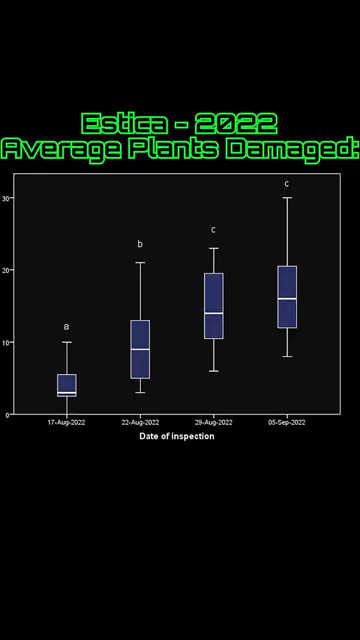 Estica - 2022
Average Plants Damaged:
c
30
c
b
20
a
10
0
17-Aug-2022 22-Aug-2022 29-Aug-2022 05-Sep-2022
Date of inspection